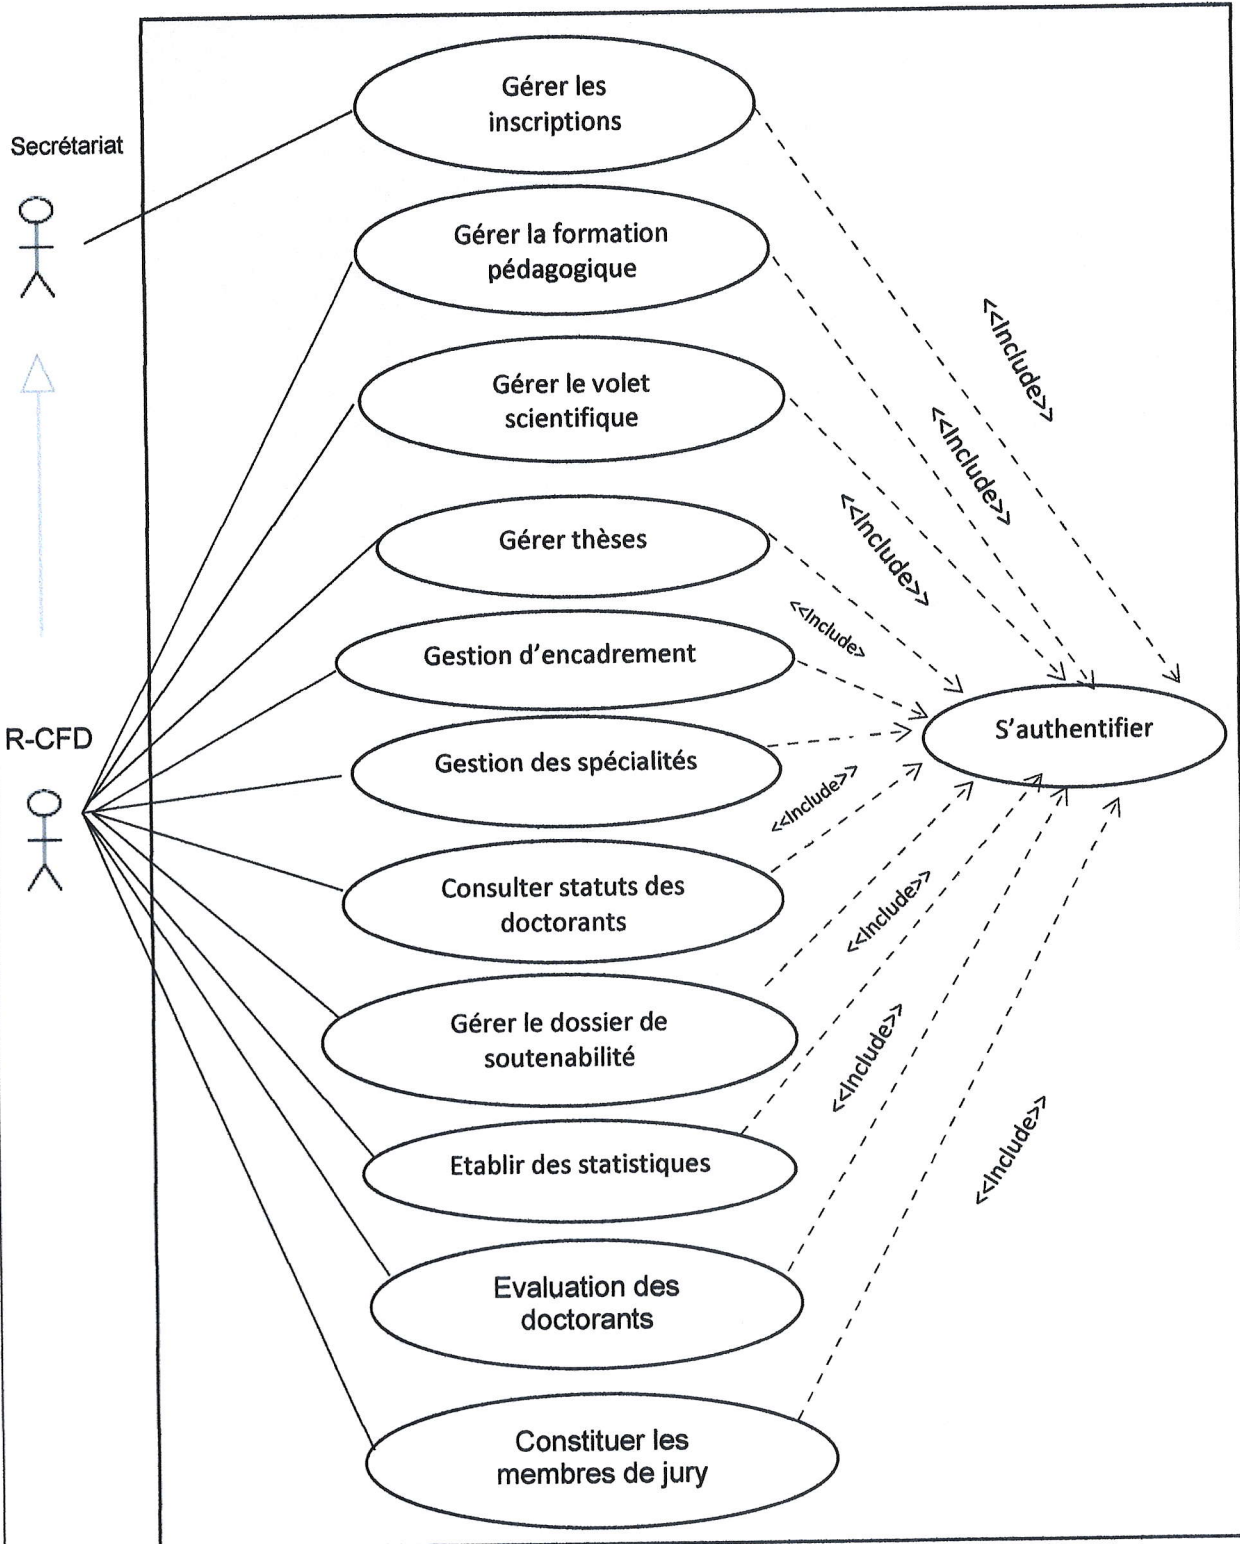 Gérer les
inscriptions
Secrétariat
Gérer la formation
pédagogique
<<Include>>
Gérer le volet
scientifique
<<Include>>
<<Include>>
Gérer thèses
<<Include>
Gestion d'encadrement
R-CFD
S'authentifier
Gestion des spécialités
<<Include>>
Consulter statuts des
doctorants
<<Include>>
Gérer le dossier de
soutenabilité
<<Include>>
Etablir des statistiques
<<Include>>
Evaluation des
doctorants
Constituer les
membres de jury